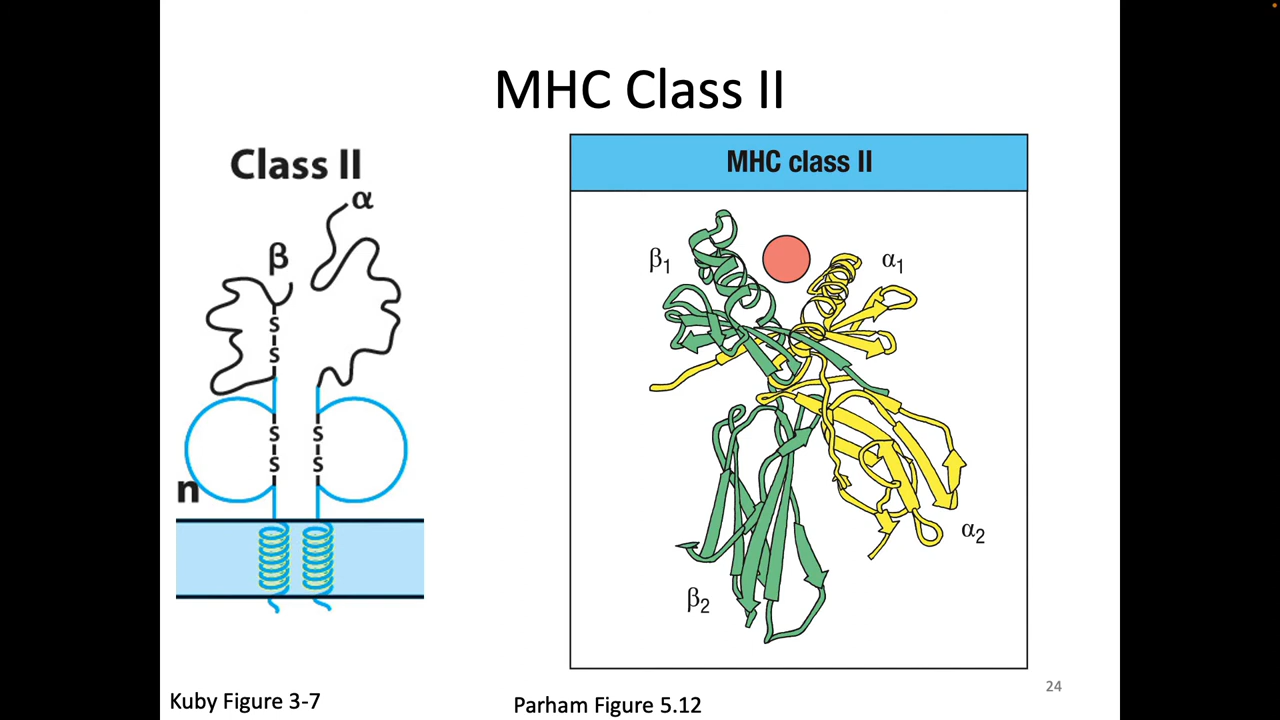 MHC Class II
Class II
α
β
S
S
S
S
S
S
n
MHC class II
β1
α1
α2
β2
Kuby Figure 3-7
Parham Figure 5.12
24